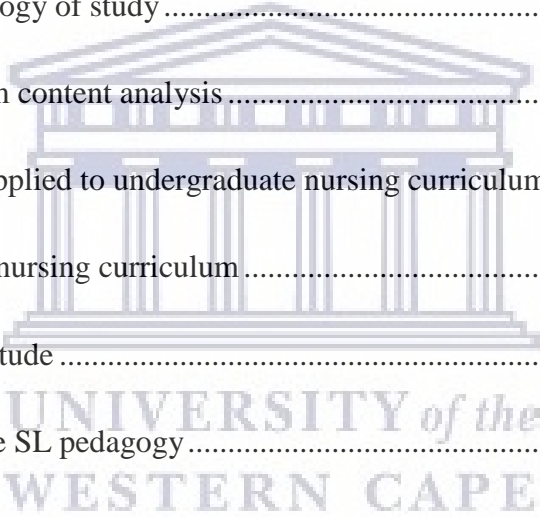 ogy of study ........................................
n content analysis ........................................
pplied to undergraduate nursing curriculum
nursing curriculum ........................................
tude ........................................
UNIVERSITY of the
e SL pedagogy ........................................
WESTERN CAPE